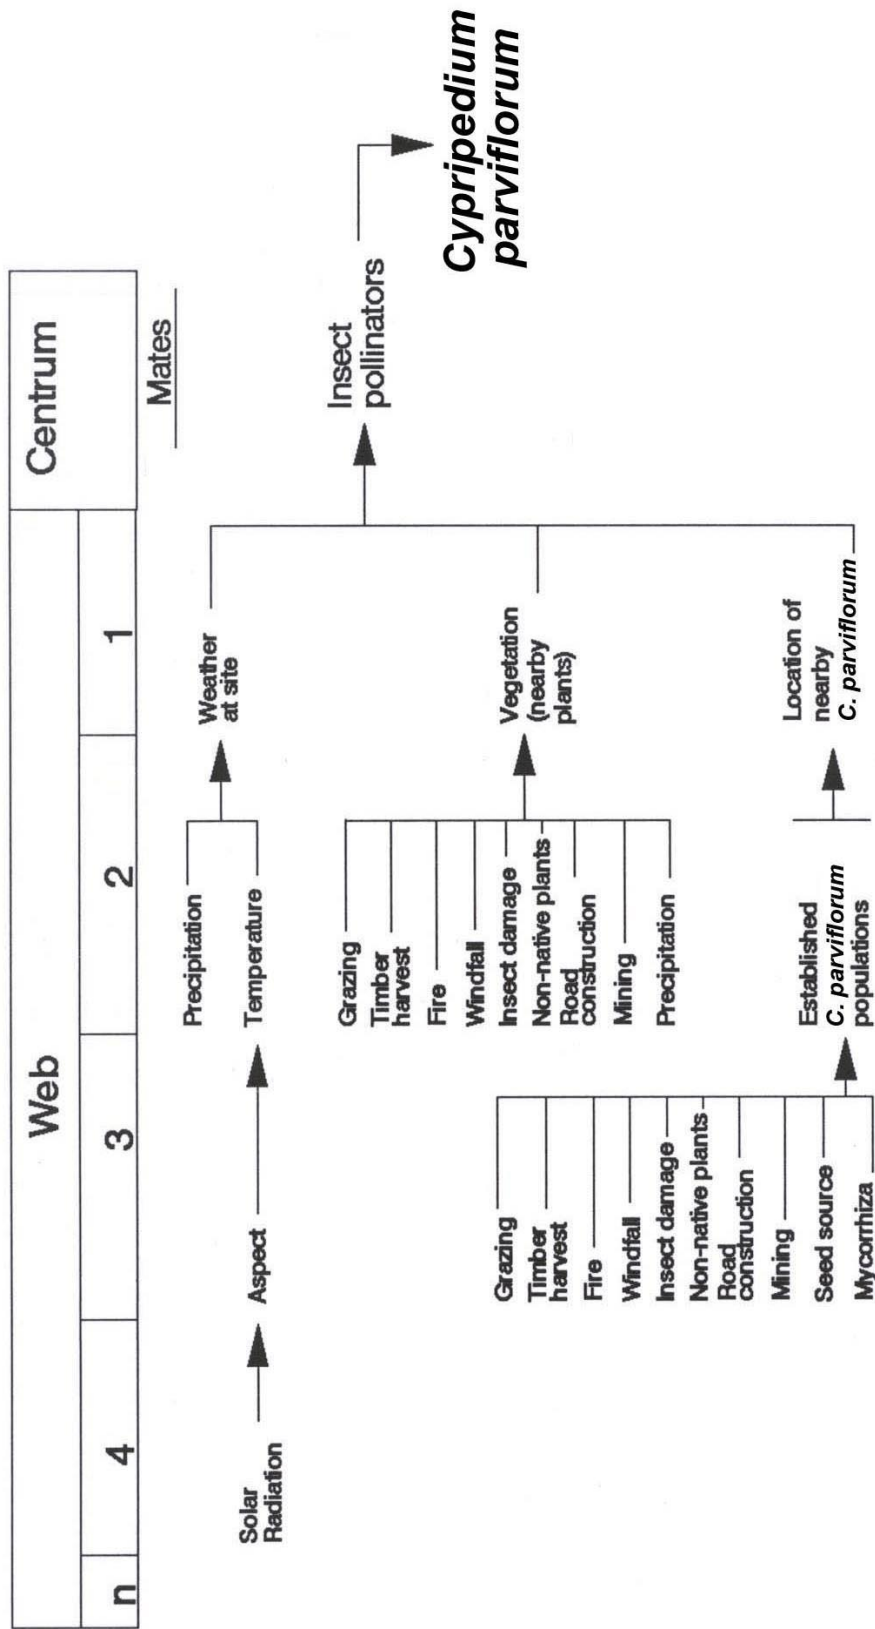 Web
Centrum
n
4
3
2
1
Mates
Solar
Radiation
Aspect
Precipitation
Temperature
Weather
at site
Grazing
Timber
harvest
Fire
Windfall
Insect damage
Non-native plants
Road
construction
Mining
Precipitation
Vegetation
(nearby
plants)
Insect
pollinators
Cypripedium
parviflorum
Grazing
Timber
harvest
Fire
Windfall
Insect damage
Non-native plants
Road
construction
Mining
Seed source
Mycorrhiza
Established
C. parviflorum
populations
Location of
nearby
C. parviflorum